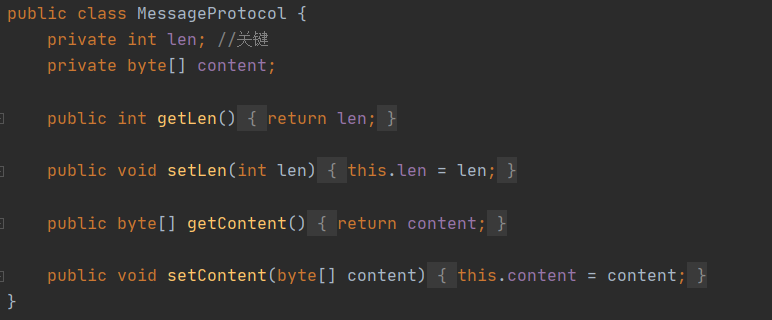 public class MessageProtocol {
    private int len; //关键
    private byte[] content;
    public int getLen() { return len; }
    public void setLen(int len) { this.len = len; }
    public byte[] getContent() { return content; }
    public void setContent(byte[] content) { this.content = content; }
}